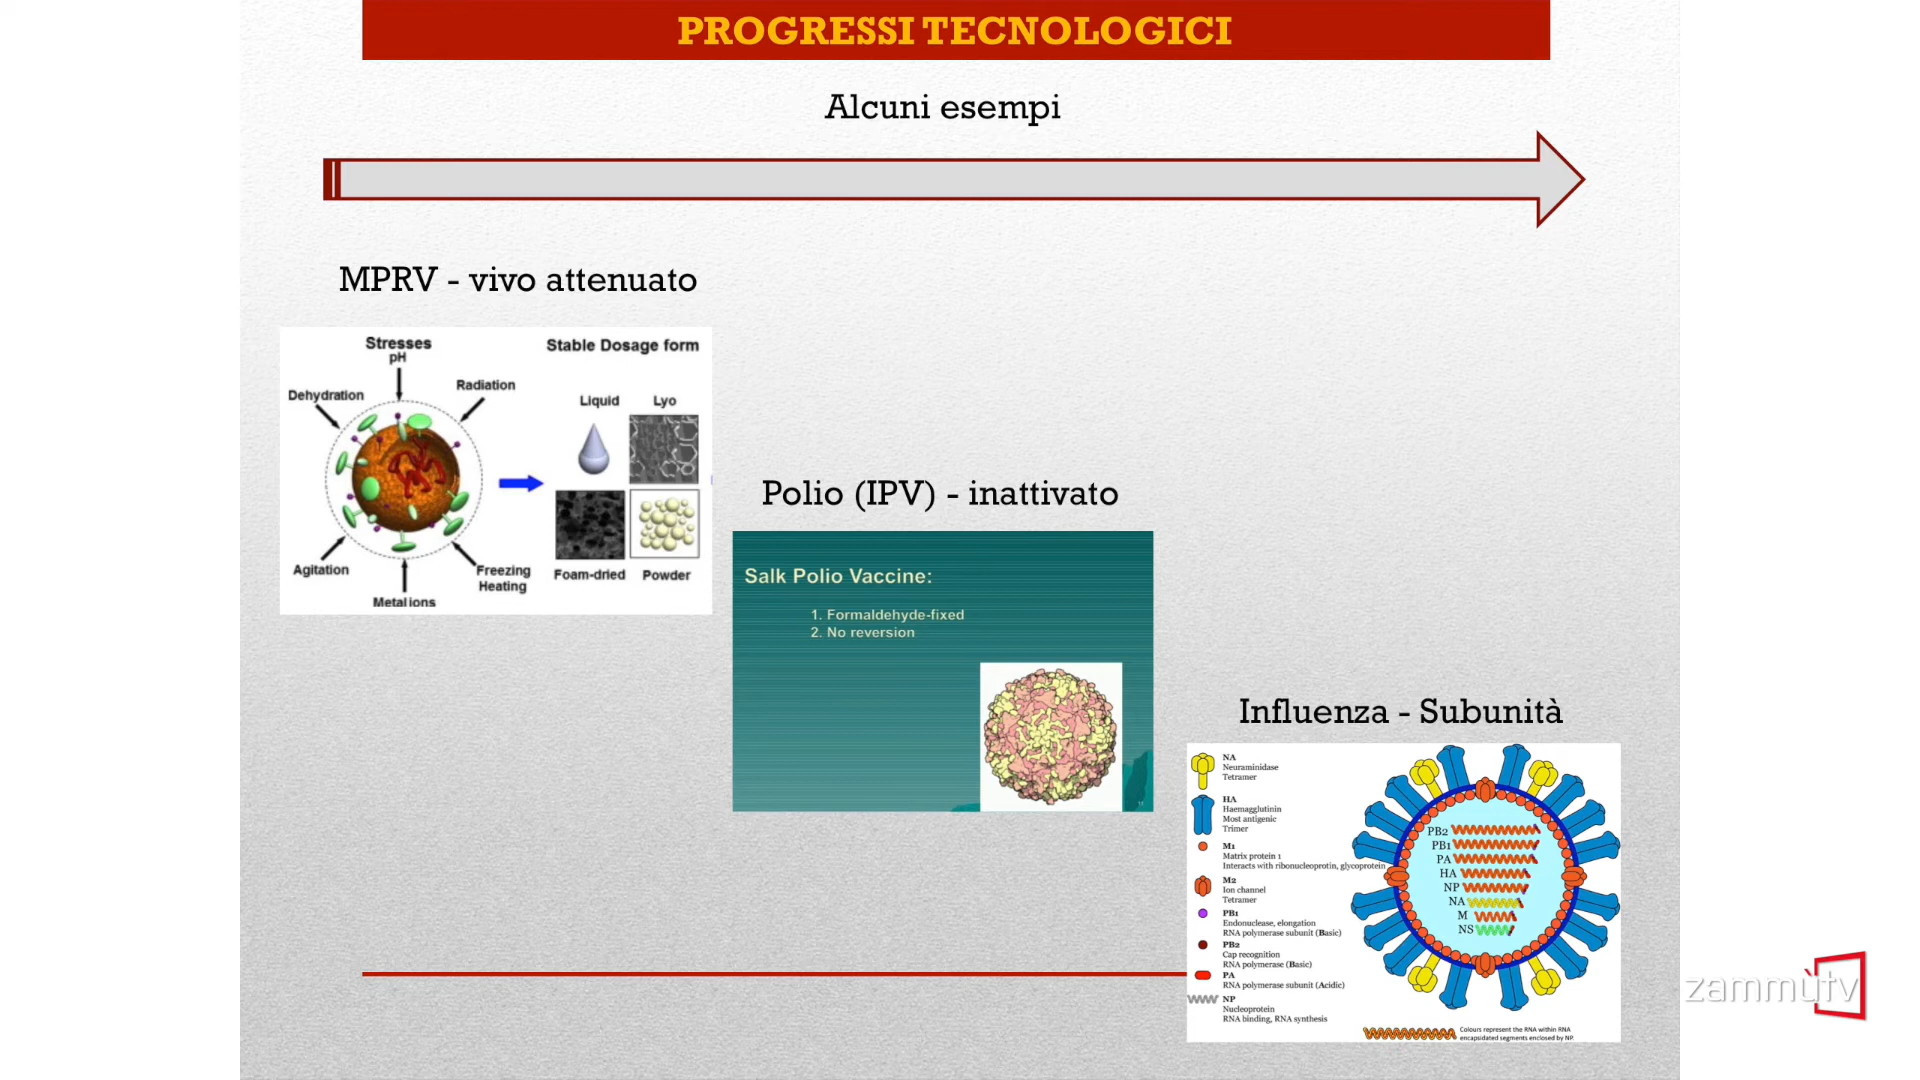 PROGRESSI TECNOLOGICI
Alcuni esempi
MPRV - vivo attenuato
Stresses
pH
Dehydration
Radiation
Agitation
Metal ions
Freezing
Heating
Stable Dosage form
Liquid
Lyo
Foam-dried
Powder
Polio (IPV) - inattivato
Salk Polio Vaccine:
1. Formaldehyde-fixed
2. No reversion
Influenza - Subunità
NA
Neuraminidase
Tetramer
HA
Haemagglutinin
Most antigenic
Trimer
M1
Matrix protein 1
Interacts with ribonucleoprotin, glycoprotein
M2
Ion channel
Tetramer
PB1
Endonuclease, elongation
RNA polymerase subunit (Basic)
PB2
Cap recognition
RNA polymerase (Basic)
PA
RNA polymerase subunit (Acidic)
NP
Nucleoprotein
RNA binding, RNA synthesis
PB2
PB1
PA
HA
NP
NA
M
NS
Colours represent the RNA within RNA
encapsidated segments enclosed by NP.
zammùtv